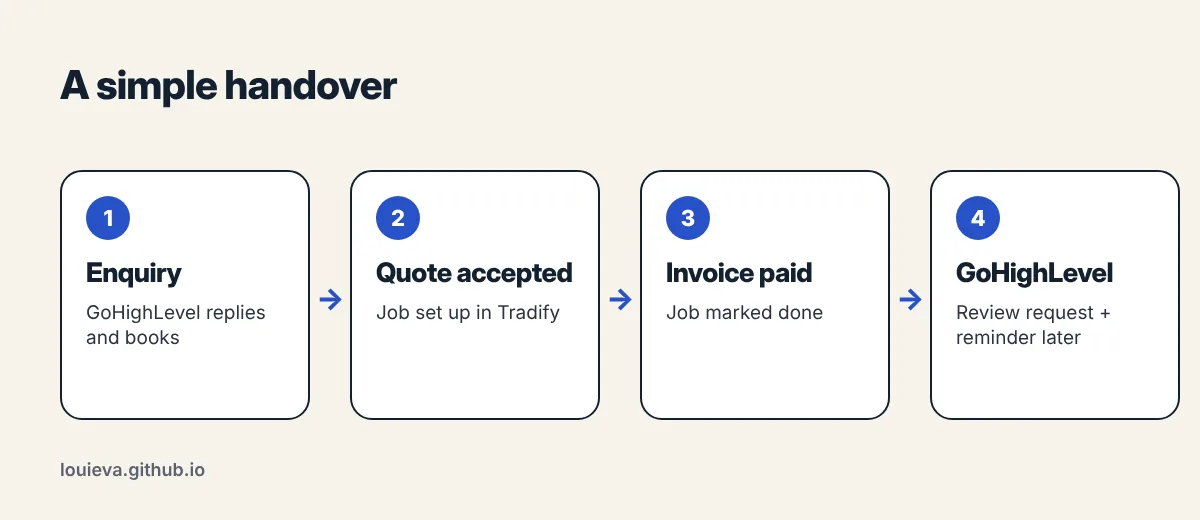 A simple handover
1
Enquiry
GoHighLevel replies
and books
→
2
Quote accepted
Job set up in Tradify
→
3
Invoice paid
Job marked done
→
4
GoHighLevel
Review request +
reminder later
louieva.github.io